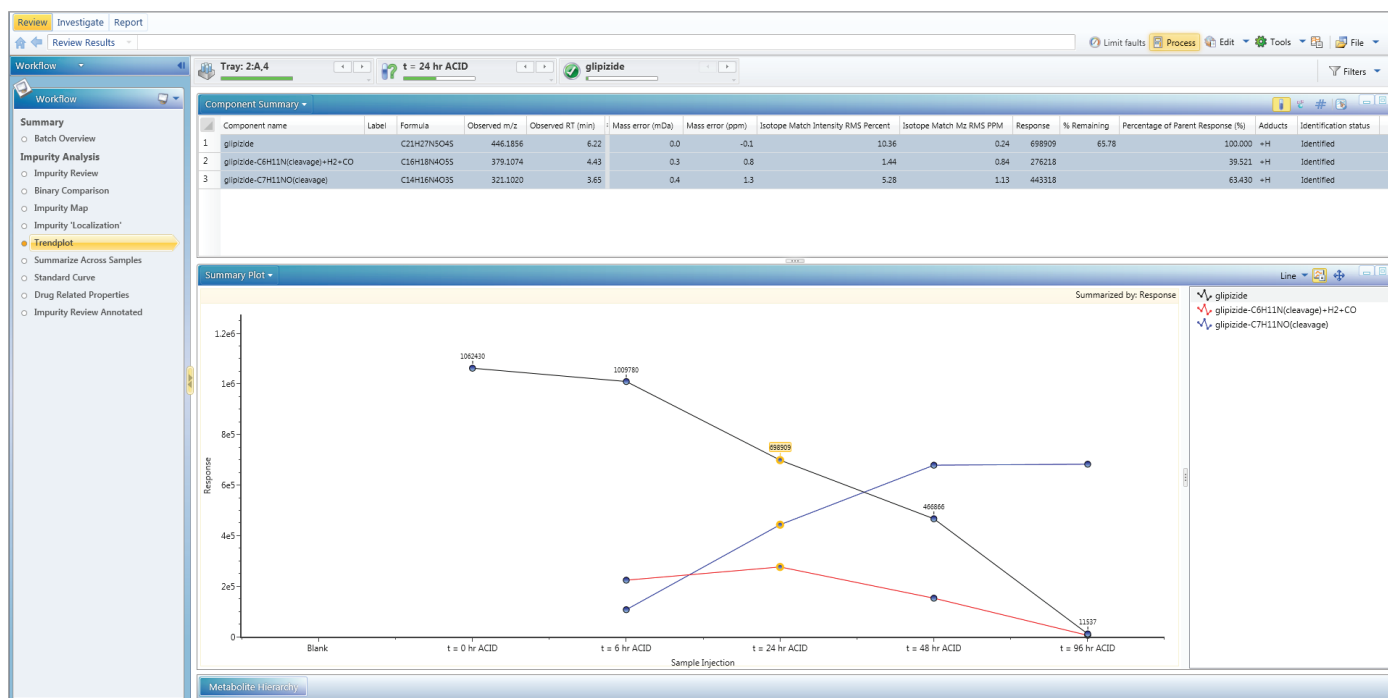 Review Investigate Report
Review Results
Limit faults Process Edit Tools File
Workflow
Tray: 2:A,4 t = 24 hr ACID glipizide Filters
Workflow
Summary
Batch Overview
Impurity Analysis
Impurity Review
Binary Comparison
Impurity Map
Impurity 'Localization'
Trendplot
Summarize Across Samples
Standard Curve
Drug Related Properties
Impurity Review Annotated
Component Summary
Component name Label Formula Observed m/z Observed RT (min) Mass error (mDa) Mass error (ppm) Isotope Match Intensity RMS Percent Isotope Match Mz RMS PPM Response % Remaining Percentage of Parent Response (%) Adducts Identification status
1 glipizide C21H27N5O4S 446.1856 6.22 0.0 -0.1 10.36 0.24 698909 65.78 100.000 +H Identified
2 glipizide-C6H11N(cleavage)+H2+CO C16H18N4O5S 379.1074 4.43 0.3 0.8 1.44 0.84 276218 39.521 +H Identified
3 glipizide-C7H11NO(cleavage) C14H16N4O3S 321.1020 3.65 0.4 1.3 5.28 1.13 443318 63.430 +H Identified
Summary Plot
Line
Summarized by: Response
glipizide
glipizide-C6H11N(cleavage)+H2+CO
glipizide-C7H11NO(cleavage)
1.2e6
1e6
8e5
6e5
4e5
2e5
0
Response
1062430
1009780
698909
466866
11537
Blank t = 0 hr ACID t = 6 hr ACID t = 24 hr ACID t = 48 hr ACID t = 96 hr ACID
Sample Injection
Metabolite Hierarchy